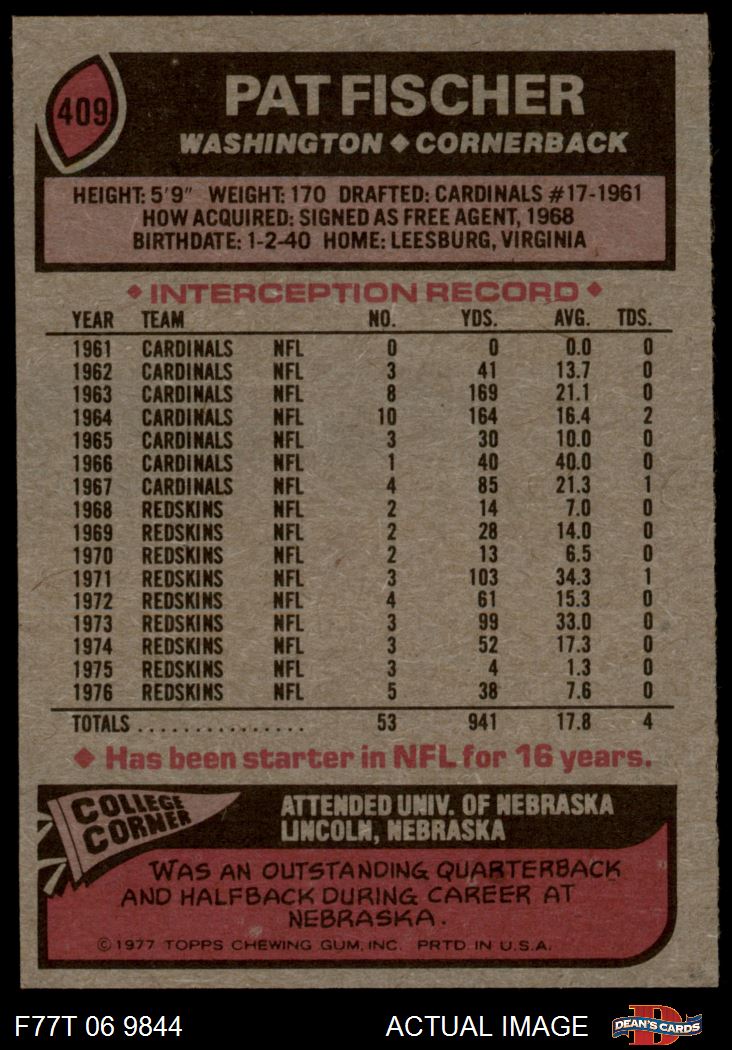 409
PAT FISCHER
WASHINGTON ◆ CORNERBACK
HEIGHT: 5'9" WEIGHT: 170 DRAFTED: CARDINALS #17-1961
HOW ACQUIRED: SIGNED AS FREE AGENT, 1968
BIRTHDATE: 1-2-40 HOME: LEESBURG, VIRGINIA
◆ INTERCEPTION RECORD ◆
YEAR TEAM NO. YDS. AVG. TDS.
1961 CARDINALS NFL 0 0 0.0 0
1962 CARDINALS NFL 3 41 13.7 0
1963 CARDINALS NFL 8 169 21.1 0
1964 CARDINALS NFL 10 164 16.4 2
1965 CARDINALS NFL 3 30 10.0 0
1966 CARDINALS NFL 1 40 40.0 0
1967 CARDINALS NFL 4 85 21.3 1
1968 REDSKINS NFL 2 14 7.0 0
1969 REDSKINS NFL 2 28 14.0 0
1970 REDSKINS NFL 2 13 6.5 0
1971 REDSKINS NFL 3 103 34.3 1
1972 REDSKINS NFL 4 61 15.3 0
1973 REDSKINS NFL 3 99 33.0 0
1974 REDSKINS NFL 3 52 17.3 0
1975 REDSKINS NFL 3 4 1.3 0
1976 REDSKINS NFL 5 38 7.6 0
TOTALS ................ 53 941 17.8 4
◆ Has been starter in NFL for 16 years.
COLLEGE
CORNER
ATTENDED UNIV. OF NEBRASKA
LINCOLN, NEBRASKA
WAS AN OUTSTANDING QUARTERBACK
AND HALFBACK DURING CAREER AT
NEBRASKA.
©1977 TOPPS CHEWING GUM, INC. PRTD. IN U.S.A.
F77T 06 9844 ACTUAL IMAGE
D
DEAN'S CARDS